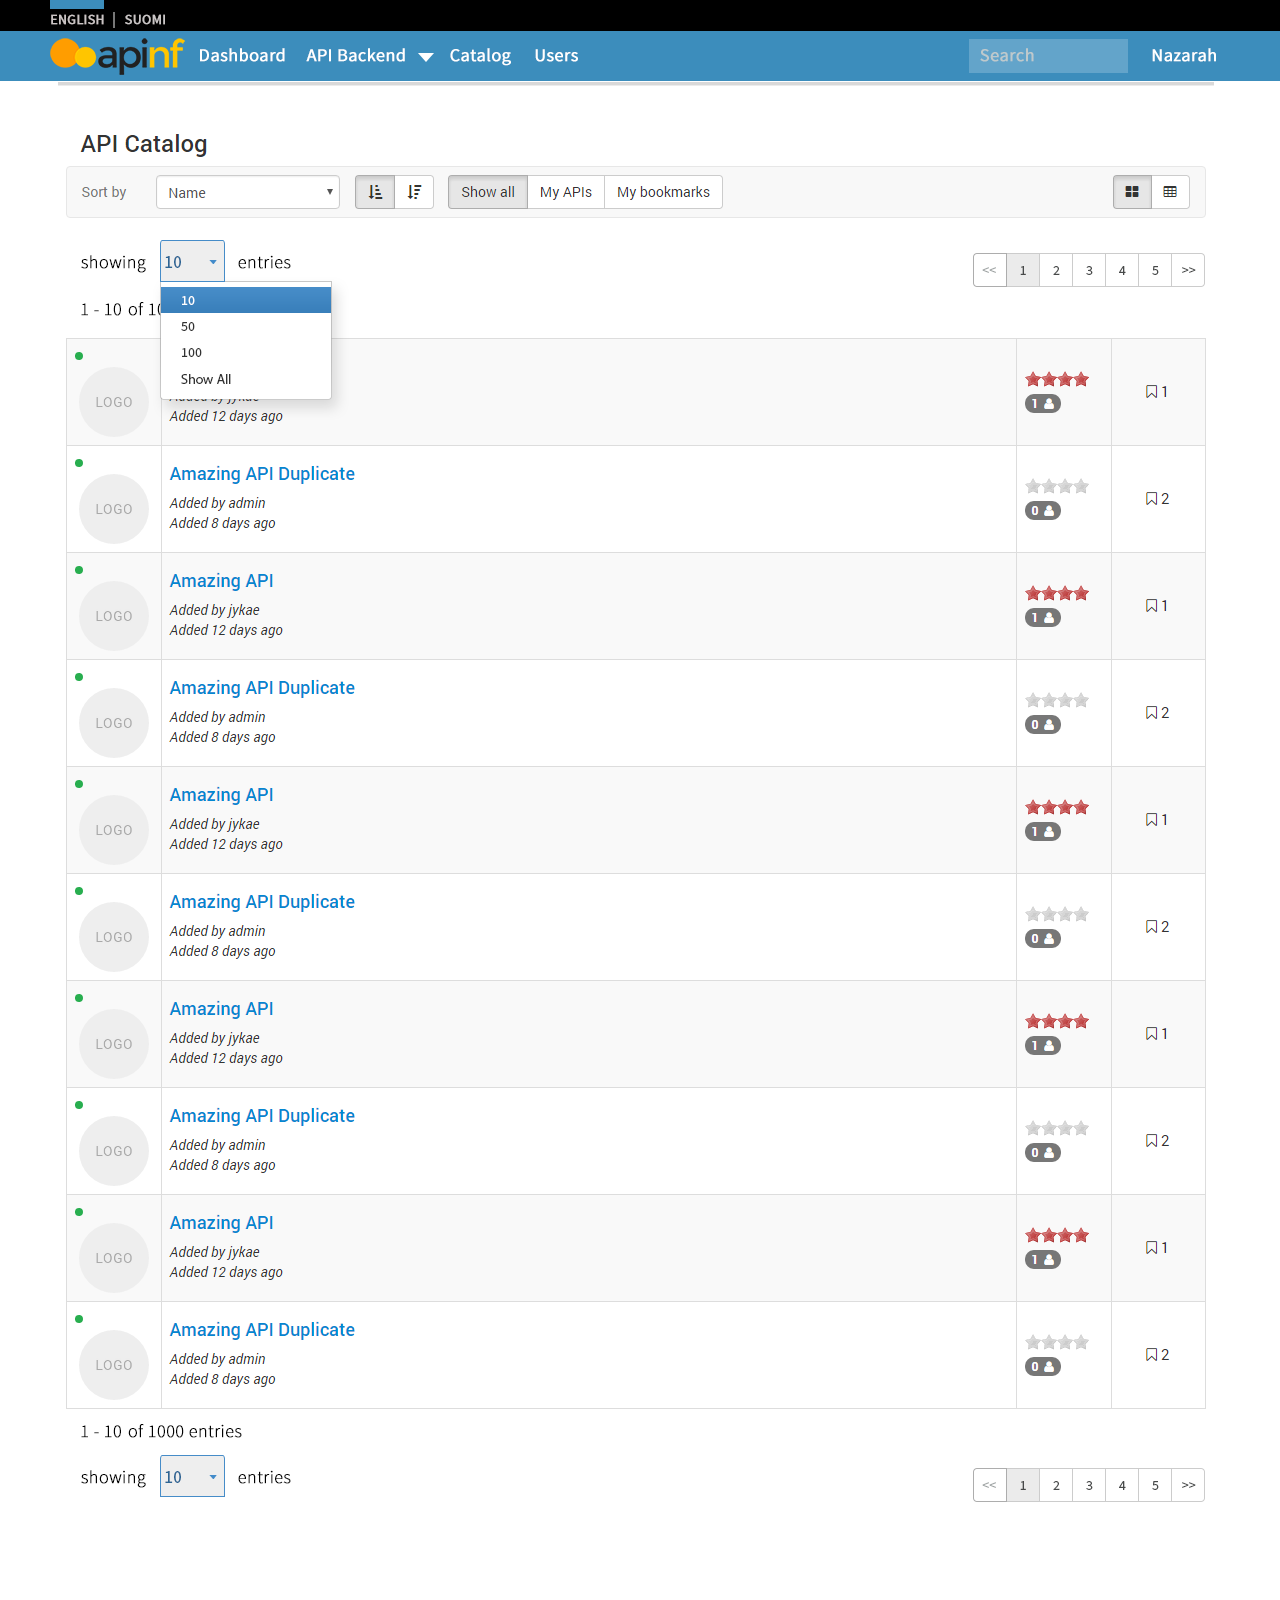 ENGLISH | SUOMI
apinf Dashboard API Backend Catalog Users Search Nazarah
API Catalog
Sort by Name Show all My APIs My bookmarks
showing 10 entries << 1 2 3 4 5 >>
1 - 10 of
10
50
100
Show All
LOGO
Added by jykae
Added 12 days ago
1
1
LOGO
Amazing API Duplicate
Added by admin
Added 8 days ago
0
2
LOGO
Amazing API
Added by jykae
Added 12 days ago
1
1
LOGO
Amazing API Duplicate
Added by admin
Added 8 days ago
0
2
LOGO
Amazing API
Added by jykae
Added 12 days ago
1
1
LOGO
Amazing API Duplicate
Added by admin
Added 8 days ago
0
2
LOGO
Amazing API
Added by jykae
Added 12 days ago
1
1
LOGO
Amazing API Duplicate
Added by admin
Added 8 days ago
0
2
LOGO
Amazing API
Added by jykae
Added 12 days ago
1
1
LOGO
Amazing API Duplicate
Added by admin
Added 8 days ago
0
2
1 - 10 of 1000 entries
showing 10 entries << 1 2 3 4 5 >>